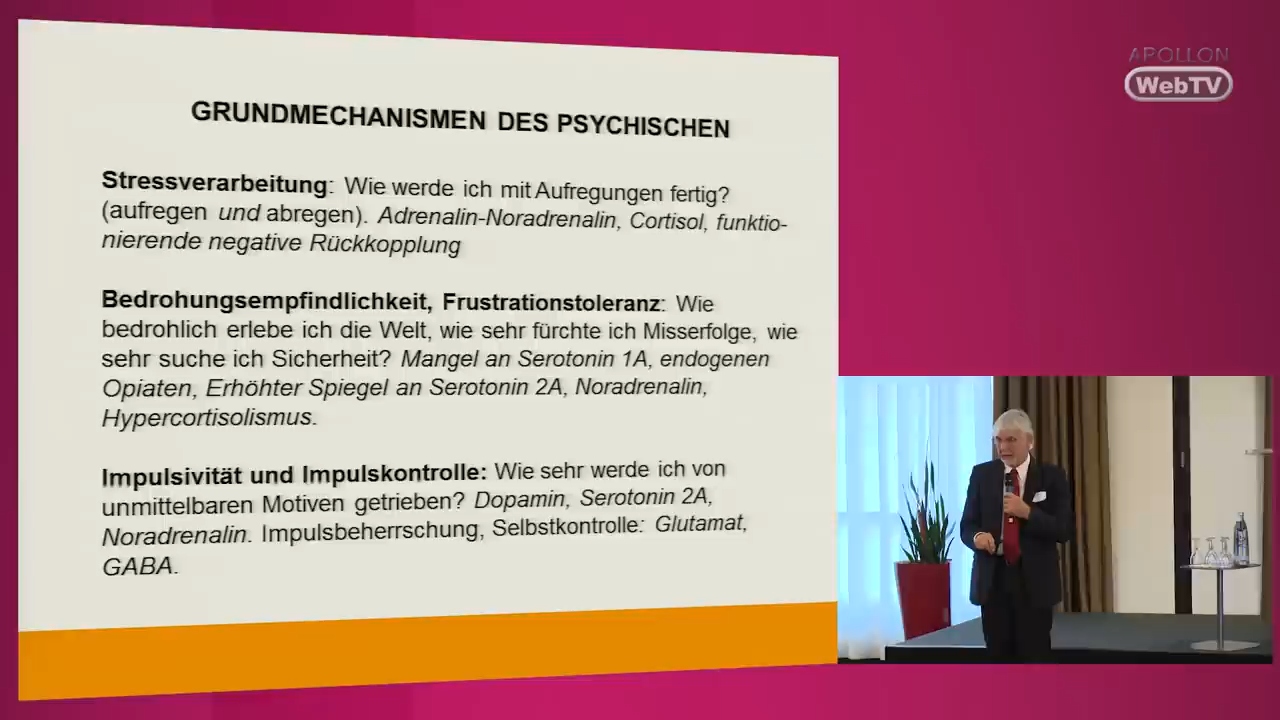 APOLLON
WebTV
GRUNDMECHANISMEN DES PSYCHISCHEN
Stressverarbeitung: Wie werde ich mit Aufregungen fertig?
(aufregen und abregen). Adrenalin-Noradrenalin, Cortisol, funktio-
nierende negative Rückkopplung
Bedrohungsempfindlichkeit, Frustrationstoleranz: Wie
bedrohlich erlebe ich die Welt, wie sehr fürchte ich Misserfolge, wie
sehr suche ich Sicherheit? Mangel an Serotonin 1A, endogenen
Opiaten, Erhöhter Spiegel an Serotonin 2A, Noradrenalin,
Hypercortisolismus.
Impulsivität und Impulskontrolle: Wie sehr werde ich von
unmittelbaren Motiven getrieben? Dopamin, Serotonin 2A,
Noradrenalin. Impulsbeherrschung, Selbstkontrolle: Glutamat,
GABA.